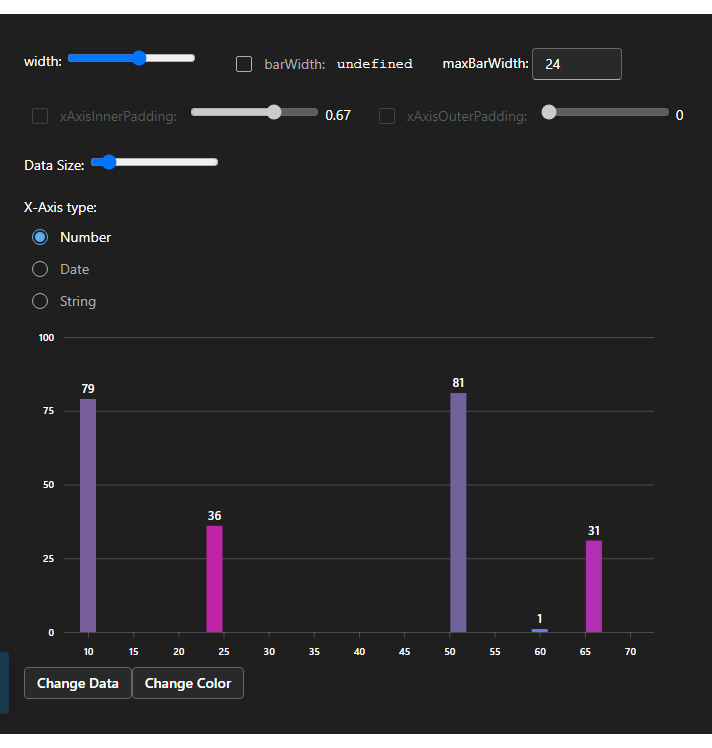 width: barWidth: undefined maxBarWidth: 24
xAxisInnerPadding: 0.67 xAxisOuterPadding: 0
Data Size:
X-Axis type:
Number
Date
String
100
79
81
75
50
36
31
25
1
0
10 15 20 25 30 35 40 45 50 55 60 65 70
Change Data Change Color